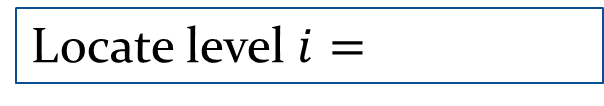 Locate level i =